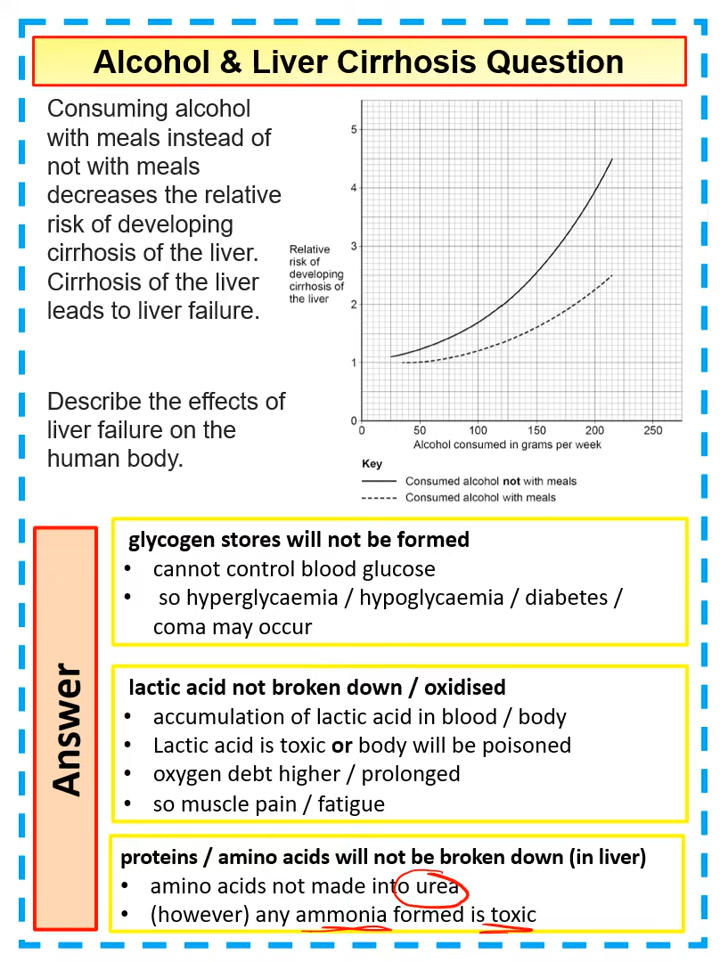 Alcohol & Liver Cirrhosis Question
Consuming alcohol
with meals instead of
not with meals
decreases the relative
risk of developing
cirrhosis of the liver.
Cirrhosis of the liver
leads to liver failure.
Describe the effects of
liver failure on the
human body.
Relative
risk of
developing
cirrhosis of
the liver
5
4
3
2
1
0
0 50 100 150 200 250
Alcohol consumed in grams per week
Key
Consumed alcohol not with meals
Consumed alcohol with meals
Answer
glycogen stores will not be formed
• cannot control blood glucose
• so hyperglycaemia / hypoglycaemia / diabetes /
coma may occur
lactic acid not broken down / oxidised
• accumulation of lactic acid in blood / body
• Lactic acid is toxic or body will be poisoned
• oxygen debt higher / prolonged
• so muscle pain / fatigue
proteins / amino acids will not be broken down (in liver)
• amino acids not made into urea
• (however) any ammonia formed is toxic